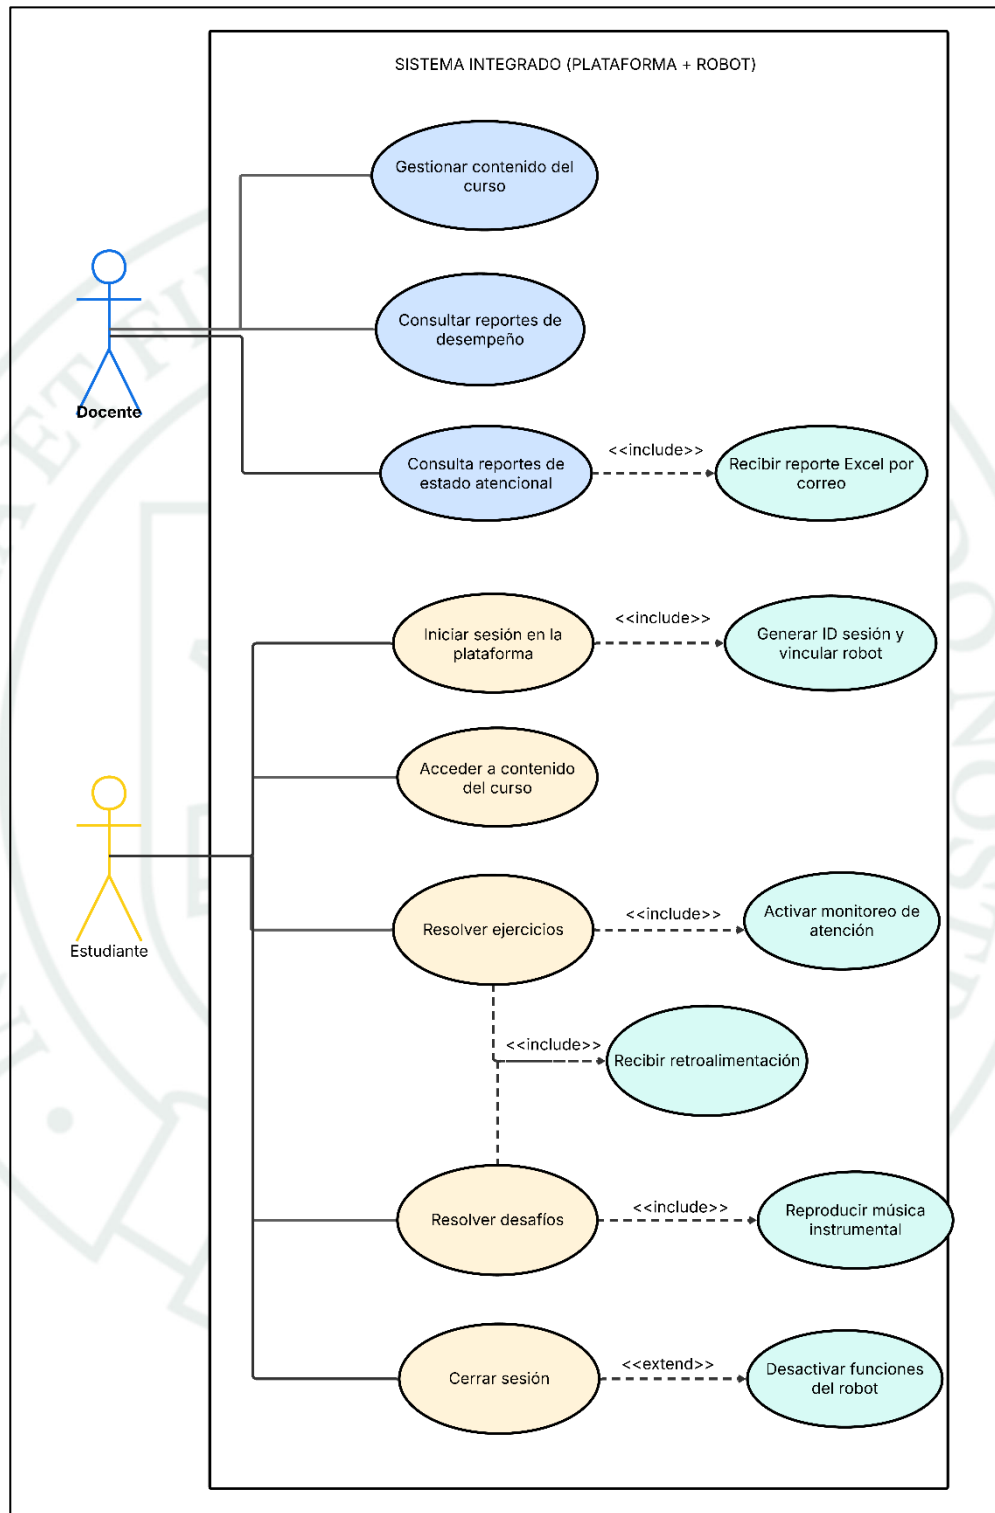 SISTEMA INTEGRADO (PLATAFORMA + ROBOT)
Gestionar contenido del
curso
Consultar reportes de
desempeño
Docente
Consulta reportes de
estado atencional
<<include>>
Recibir reporte Excel por
correo
Iniciar sesión en la
plataforma
<<include>>
Generar ID sesión y
vincular robot
Acceder a contenido
del curso
Estudiante
Resolver ejercicios
<<include>>
Activar monitoreo de
atención
<<include>>
Recibir retroalimentación
Resolver desafíos
<<include>>
Reproducir música
instrumental
Cerrar sesión
<<extend>>
Desactivar funciones
del robot